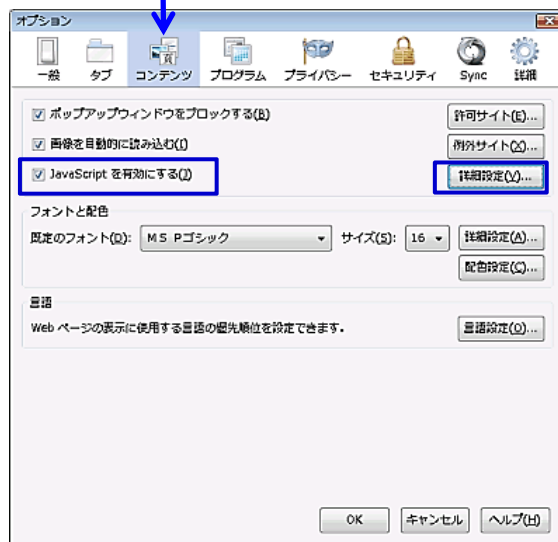 オプション
一般 タブ コンテンツ プログラム プライバシー セキュリティ Sync 詳細
ポップアップウィンドウをブロックする(B) 許可サイト(E)...
画像を自動的に読み込む(I) 例外サイト(X)...
JavaScript を有効にする(J) 詳細設定(V)...
フォントと配色
既定のフォント(D): MS Pゴシック サイズ(S): 16 詳細設定(A)...
配色設定(C)...
言語
Web ページの表示に使用する言語の優先順位を設定できます. 言語設定(O)...
OK キャンセル ヘルプ(H)